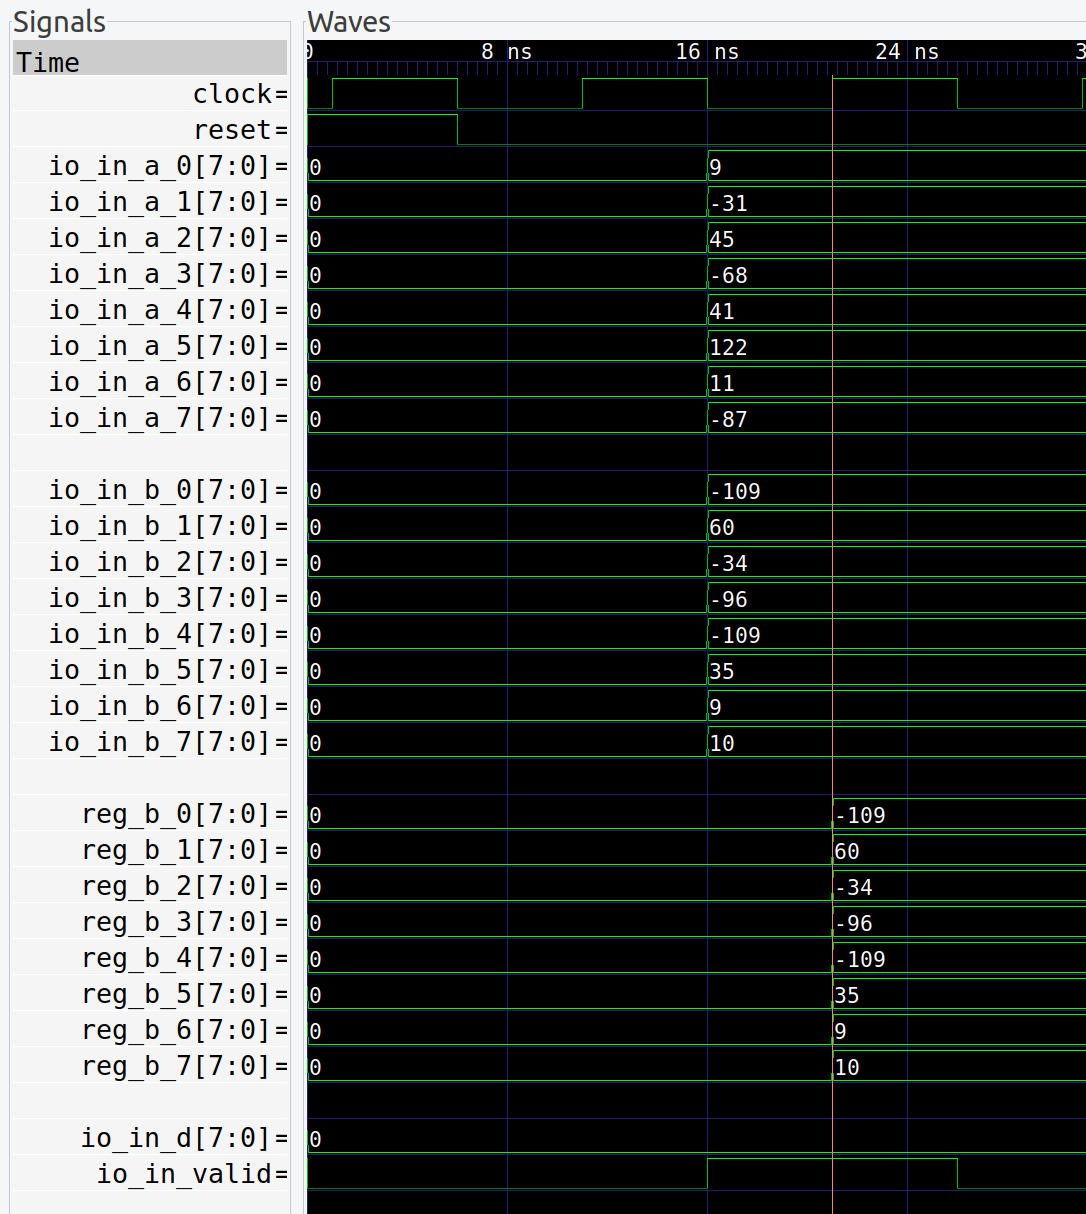 Signals Waves
Time 0 8 ns 16 ns 24 ns 3
clock=
reset=
io_in_a_0[7:0]= 0 9
io_in_a_1[7:0]= 0 -31
io_in_a_2[7:0]= 0 45
io_in_a_3[7:0]= 0 -68
io_in_a_4[7:0]= 0 41
io_in_a_5[7:0]= 0 122
io_in_a_6[7:0]= 0 11
io_in_a_7[7:0]= 0 -87
io_in_b_0[7:0]= 0 -109
io_in_b_1[7:0]= 0 60
io_in_b_2[7:0]= 0 -34
io_in_b_3[7:0]= 0 -96
io_in_b_4[7:0]= 0 -109
io_in_b_5[7:0]= 0 35
io_in_b_6[7:0]= 0 9
io_in_b_7[7:0]= 0 10
reg_b_0[7:0]= 0 -109
reg_b_1[7:0]= 0 60
reg_b_2[7:0]= 0 -34
reg_b_3[7:0]= 0 -96
reg_b_4[7:0]= 0 -109
reg_b_5[7:0]= 0 35
reg_b_6[7:0]= 0 9
reg_b_7[7:0]= 0 10
io_in_d[7:0]= 0
io_in_valid=